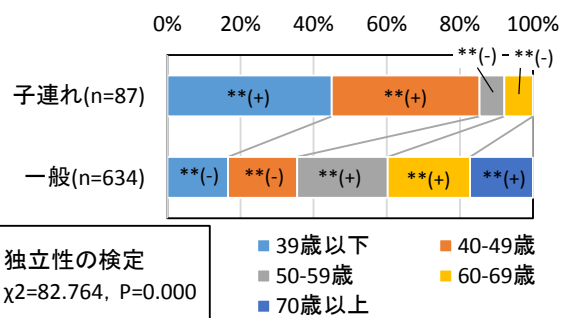 0% 20% 40% 60% 80% 100%
**(-) **(-)
子連れ(n=87) **(+) **(+)
一般(n=634) **(-) **(-) **(+) **(+) **(+)
独立性の検定
χ2=82.764, P=0.000
39歳以下 40-49歳
50-59歳 60-69歳
70歳以上